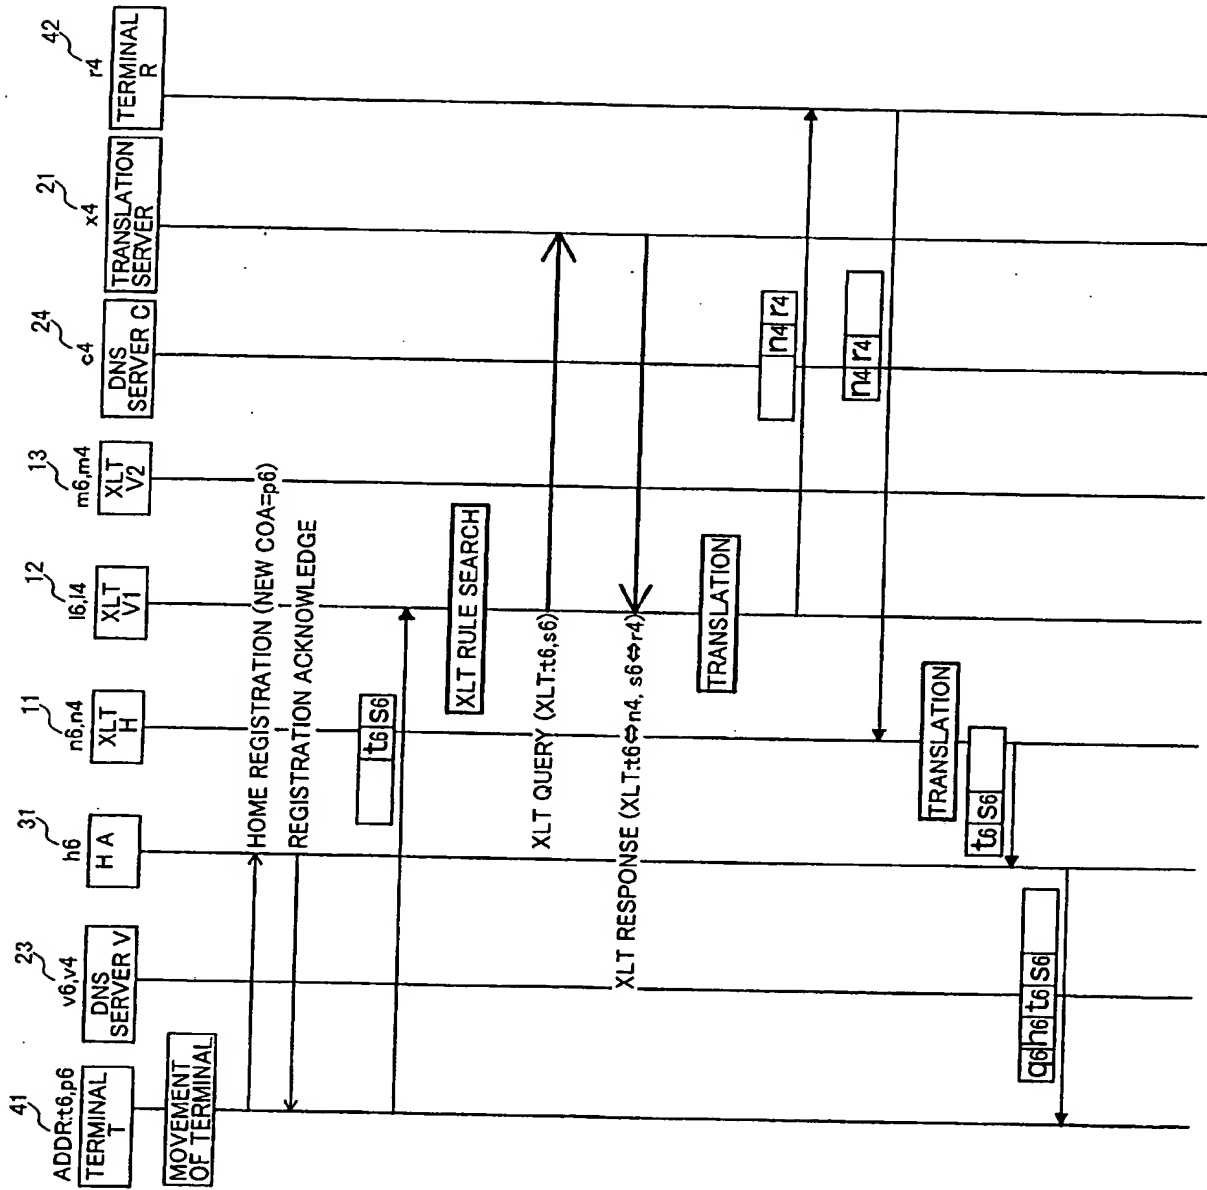 41
ADDR:t6,p6
TERMINAL
T
23
v6,v4
DNS
SERVER V
31
h6
H A
11
n6,n4
XLT
H
12
l6,l4
XLT
V1
13
m6,m4
XLT
V2
24
c4
DNS
SERVER C
21
x4
TRANSLATION
SERVER
42
r4
TERMINAL
R
MOVEMENT
OF TERMINAL
HOME REGISTRATION (NEW COA=p6)
REGISTRATION ACKNOWLEDGE
t6 s6
XLT RULE SEARCH
XLT QUERY (XLT:t6,s6)
XLT RESPONSE (XLT:t6⇔n4, s6⇔r4)
TRANSLATION
n4 r4
n4 r4
TRANSLATION
t6 s6
q6 h6 t6 s6